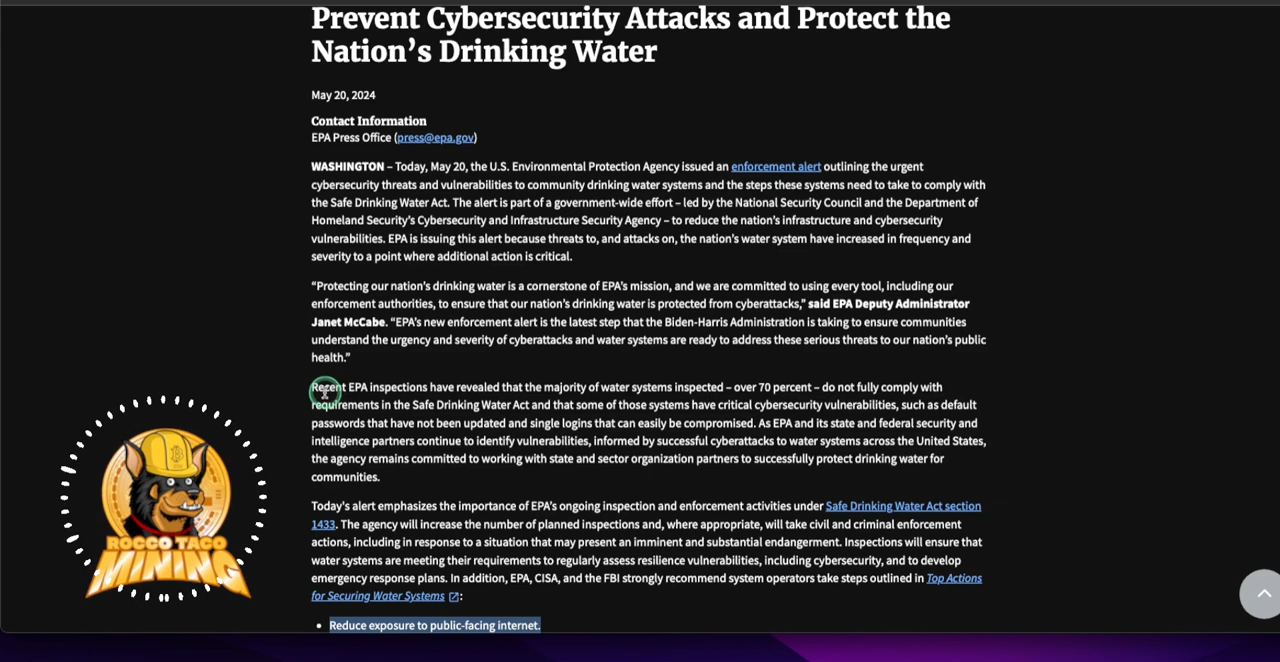 Prevent Cybersecurity Attacks and Protect the
Nation’s Drinking Water
May 20, 2024
Contact Information
EPA Press Office (press@epa.gov)
WASHINGTON – Today, May 20, the U.S. Environmental Protection Agency issued an enforcement alert outlining the urgent
cybersecurity threats and vulnerabilities to community drinking water systems and the steps these systems need to take to comply with
the Safe Drinking Water Act. The alert is part of a government-wide effort – led by the National Security Council and the Department of
Homeland Security’s Cybersecurity and Infrastructure Security Agency – to reduce the nation’s infrastructure and cybersecurity
vulnerabilities. EPA is issuing this alert because threats to, and attacks on, the nation’s water system have increased in frequency and
severity to a point where additional action is critical.
“Protecting our nation’s drinking water is a cornerstone of EPA’s mission, and we are committed to using every tool, including our
enforcement authorities, to ensure that our nation’s drinking water is protected from cyberattacks,” said EPA Deputy Administrator
Janet McCabe. “EPA’s new enforcement alert is the latest step that the Biden-Harris Administration is taking to ensure communities
understand the urgency and severity of cyberattacks and water systems are ready to address these serious threats to our nation’s public
health.”
Recent EPA inspections have revealed that the majority of water systems inspected – over 70 percent – do not fully comply with
requirements in the Safe Drinking Water Act and that some of those systems have critical cybersecurity vulnerabilities, such as default
passwords that have not been updated and single logins that can easily be compromised. As EPA and its state and federal security and
intelligence partners continue to identify vulnerabilities, informed by successful cyberattacks to water systems across the United States,
the agency remains committed to working with state and sector organization partners to successfully protect drinking water for
communities.
Today’s alert emphasizes the importance of EPA’s ongoing inspection and enforcement activities under Safe Drinking Water Act section
1433. The agency will increase the number of planned inspections and, where appropriate, will take civil and criminal enforcement
actions, including in response to a situation that may present an imminent and substantial endangerment. Inspections will ensure that
water systems are meeting their requirements to regularly assess resilience vulnerabilities, including cybersecurity, and to develop
emergency response plans. In addition, EPA, CISA, and the FBI strongly recommend system operators take steps outlined in Top Actions
for Securing Water Systems:
• Reduce exposure to public-facing internet.
ROCCO TACO
MINING